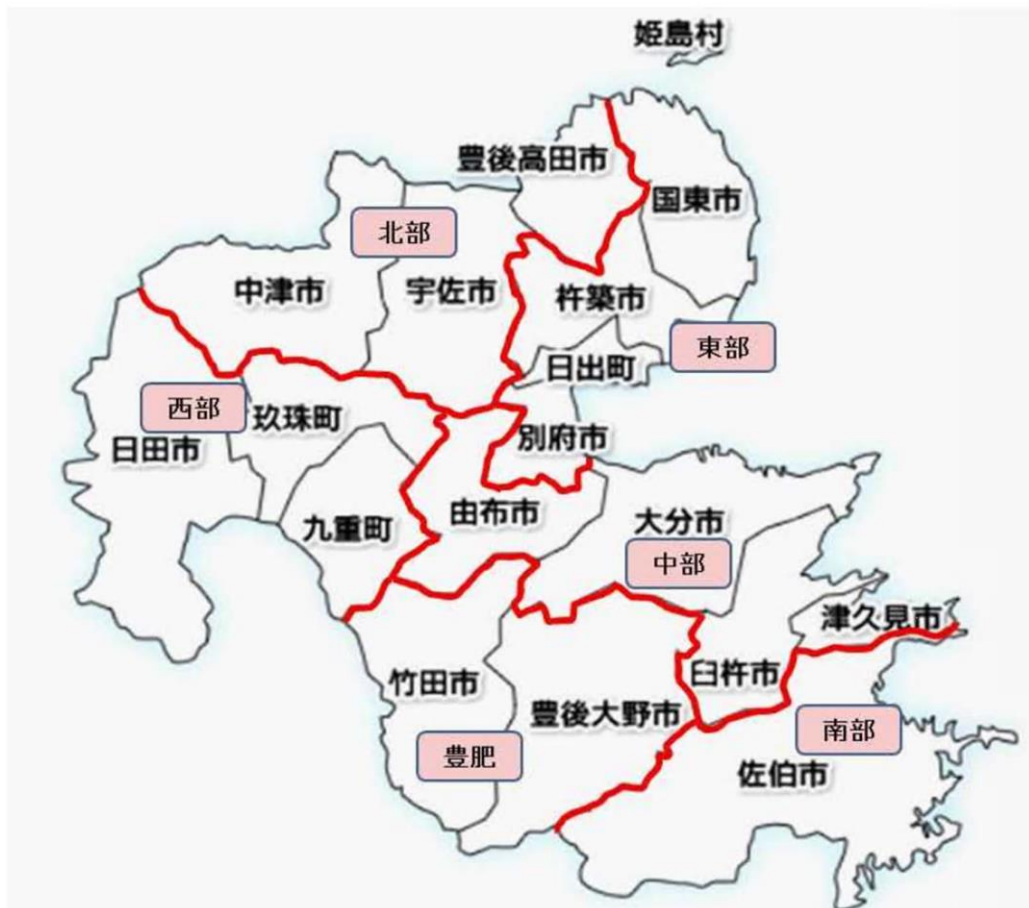 姫島村
豊後高田市
国東市
北部
中津市
宇佐市
杵築市
東部
日出町
西部
玖珠町
日田市
別府市
九重町
由布市
大分市
中部
津久見市
竹田市
臼杵市
豊後大野市
南部
豊肥
佐伯市